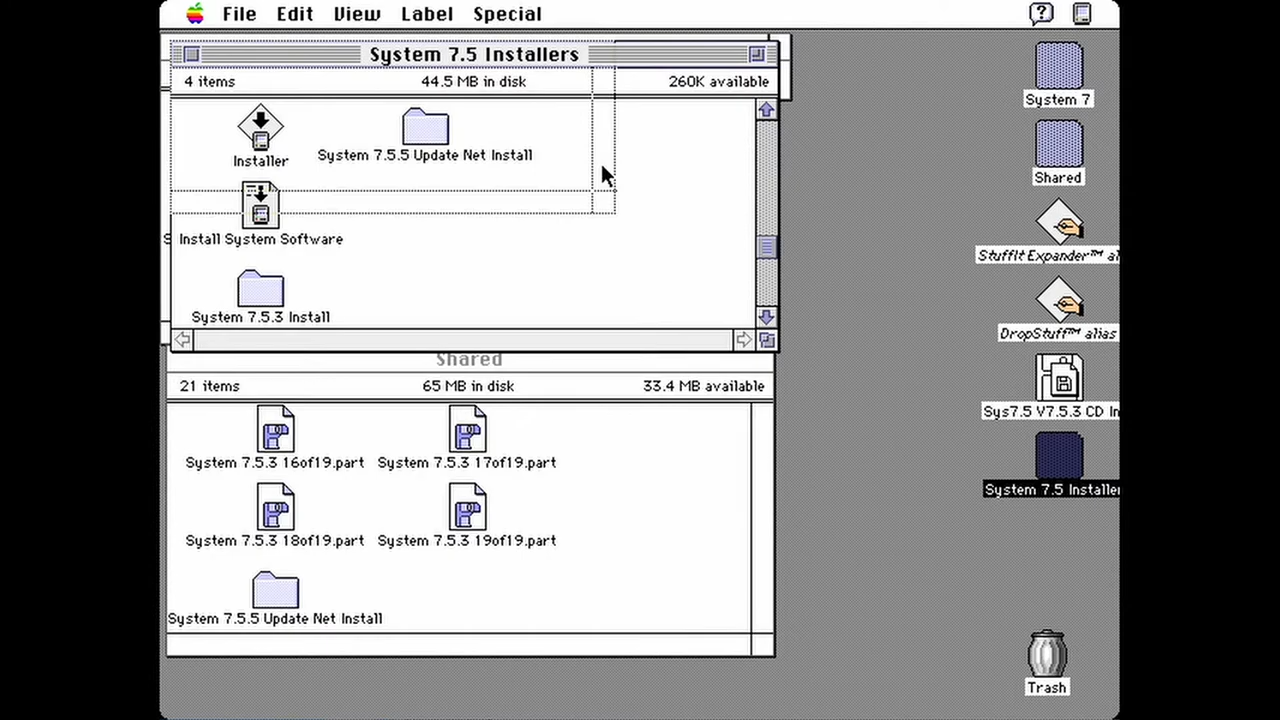 File Edit View Label Special
System 7.5 Installers
4 items 44.5 MB in disk 260K available
Installer
System 7.5.5 Update Net Install
Install System Software
System 7.5.3 Install
Shared
21 items 65 MB in disk 33.4 MB available
System 7.5.3 16of19.part System 7.5.3 17of19.part
System 7.5.3 18of19.part System 7.5.3 19of19.part
System 7.5.5 Update Net Install
System 7
Shared
StuffIt Expander™ al
DropStuff™ alias
Sys7.5 V7.5.3 CD In
System 7.5 Installer
Trash